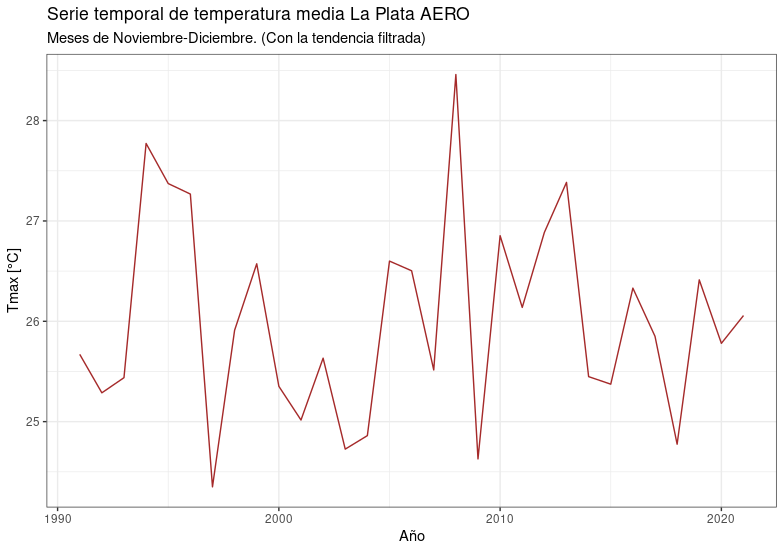 Serie temporal de temperatura media La Plata AERO
Meses de Noviembre-Diciembre. (Con la tendencia filtrada)
Tmax [°C]
28
27
26
25
1990
2000
2010
2020
Año